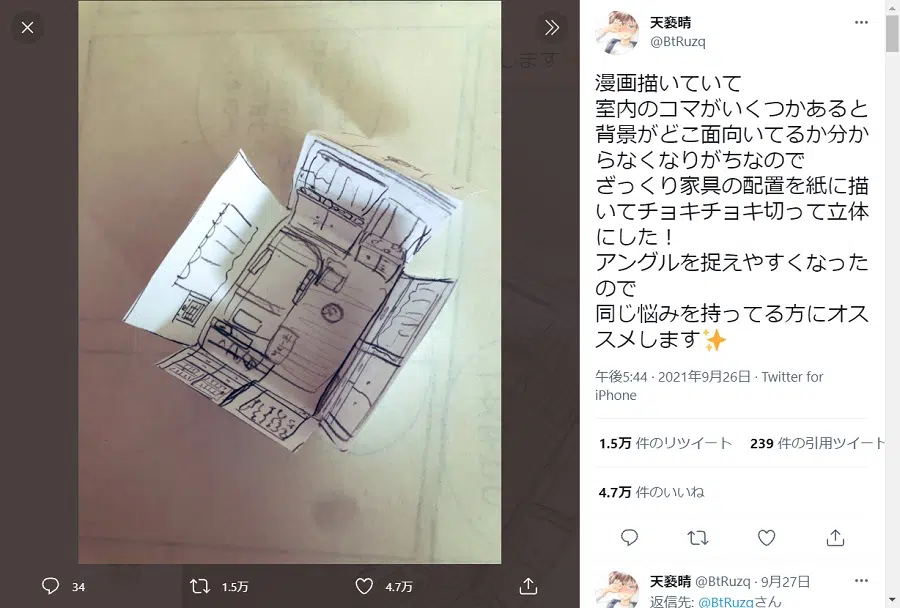 天叝晴
@BtRuzq
漫画描いていて
室内のコマがいくつかあると
背景がどこ面向いてるか分か
らなくなりがちなので
ざっくり家具の配置を紙に描
いてチョキチョキ切って立体
にした！
アングルを捉えやすくなった
ので
同じ悩みを持ってる方にオス
スメします✨
午後5:44 · 2021年9月26日 · Twitter for
iPhone
1.5万 件のリツイート 239 件の引用ツイート
4.7万 件のいいね
34 1.5万 4.7万
@BtRuzq · 9月27日
返信先: @BtRuzqさん